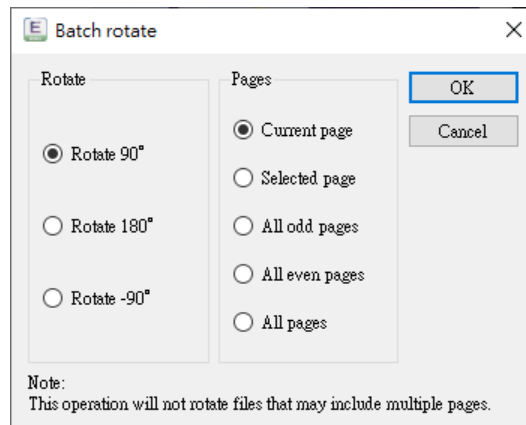 Batch rotate
Rotate
Rotate 90°
Rotate 180°
Rotate -90°
Pages
Current page
Selected page
All odd pages
All even pages
All pages
OK
Cancel
Note:
This operation will not rotate files that may include multiple pages.